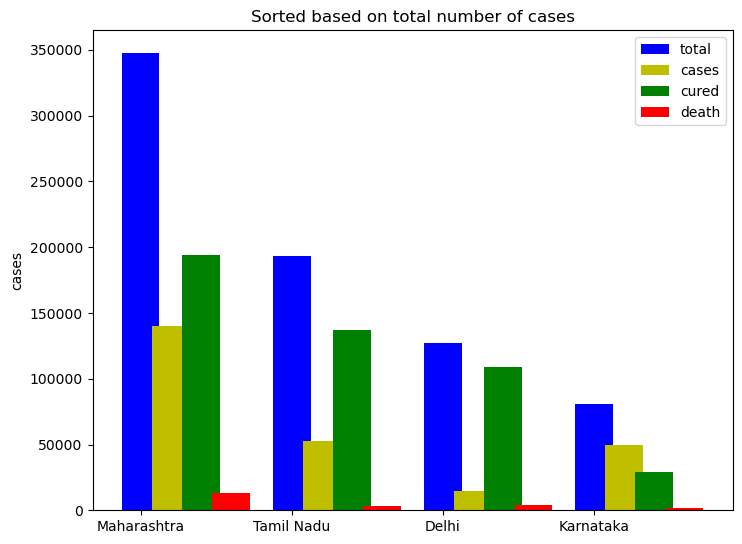 Sorted based on total number of cases
total
cases
cured
death
cases
350000
300000
250000
200000
150000
100000
50000
0
Maharashtra Tamil Nadu Delhi Karnataka